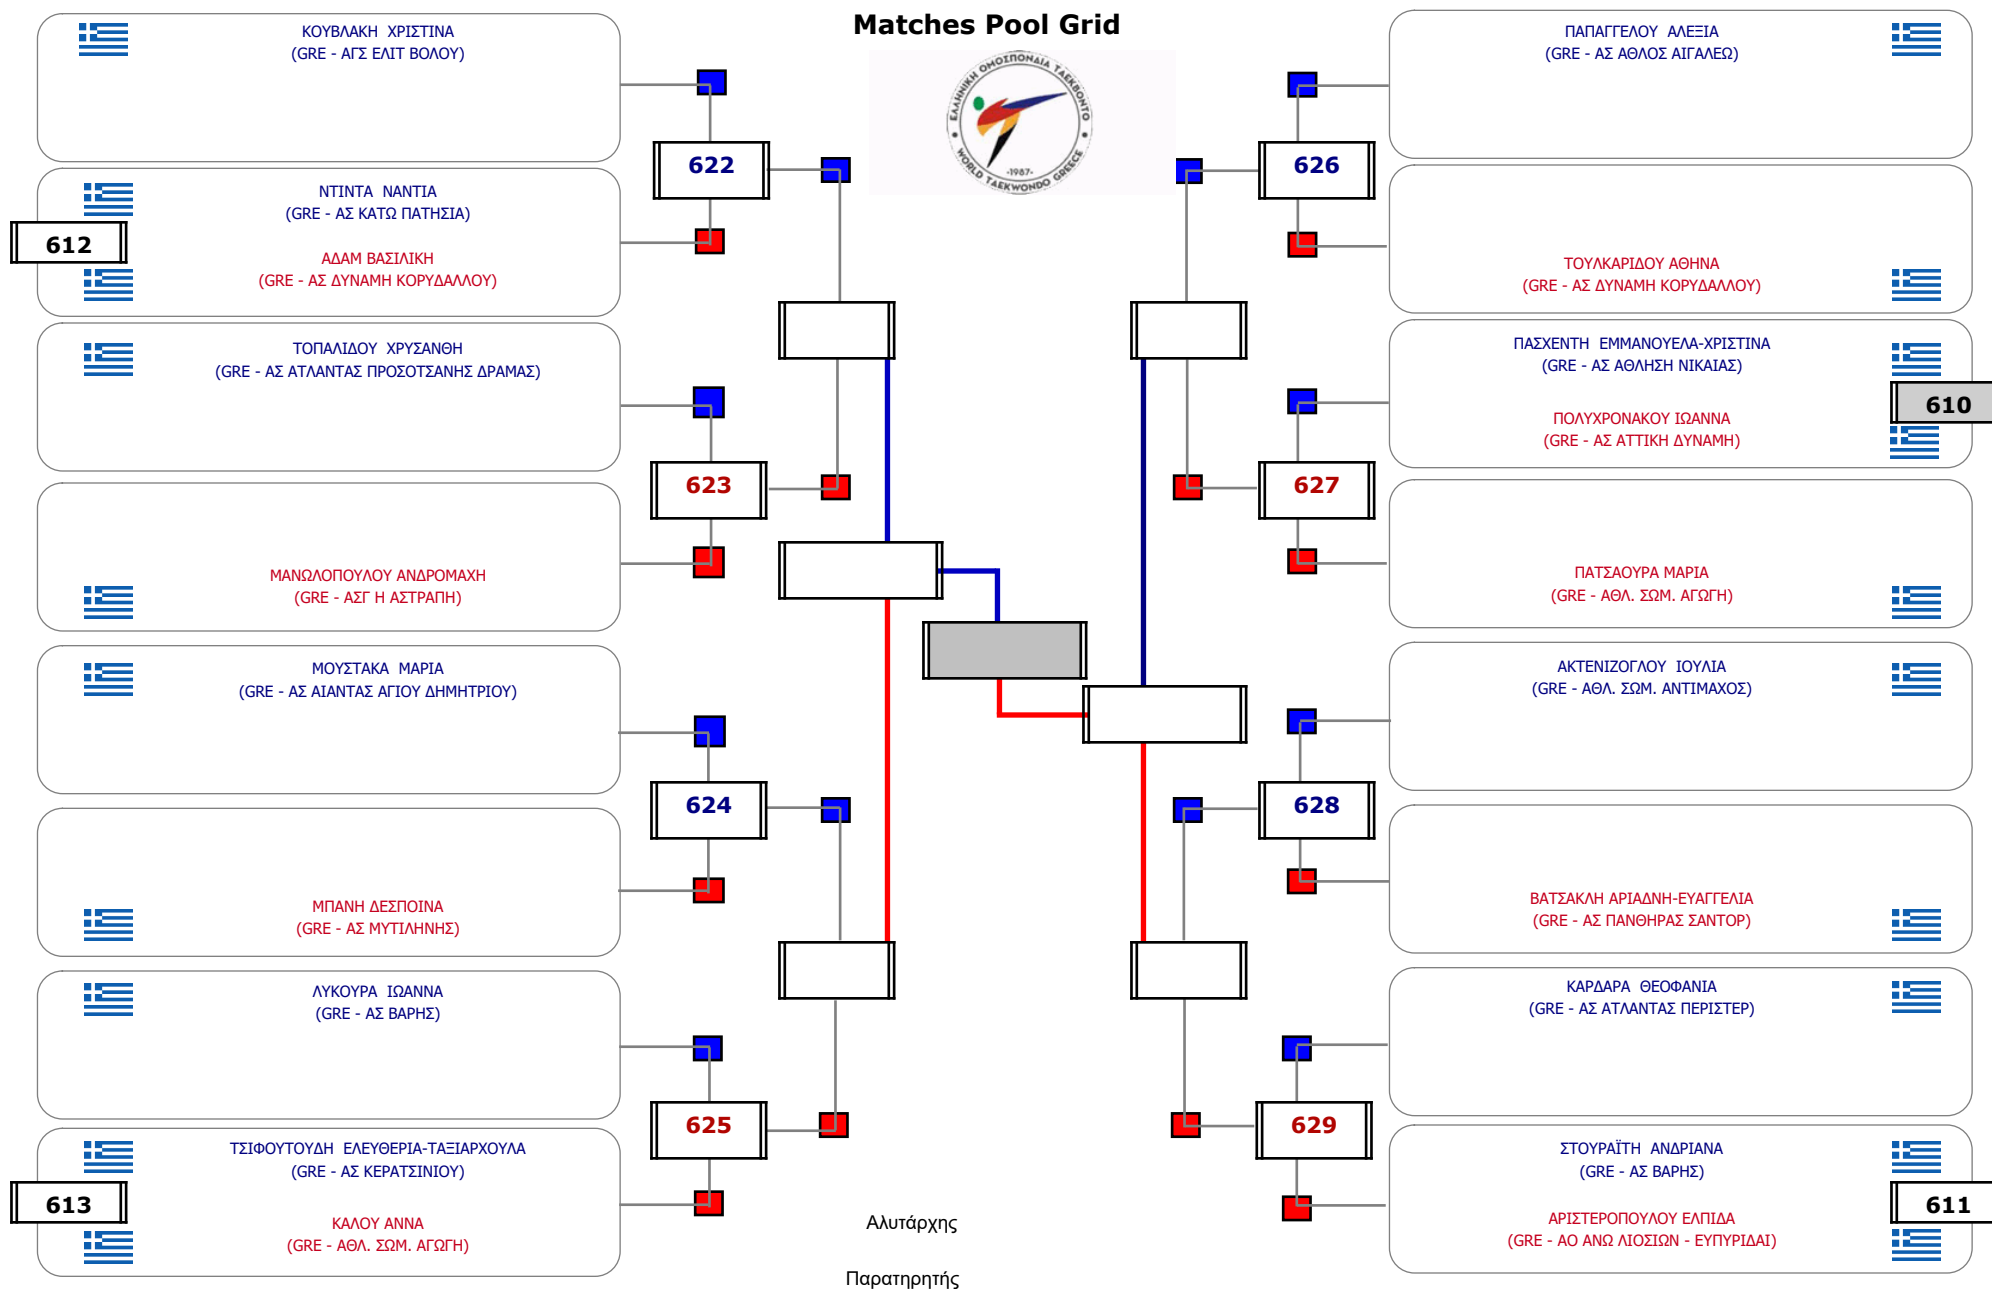 Matches Pool Grid
ΕΛΛΗΝΙΚΗ ΟΜΟΣΠΟΝΔΙΑ ΤΑΕΚΒΟΝΤΟ
-1987-
WORLD TAEKWONDO GREECE
ΚΟΥΒΛΑΚΗ ΧΡΙΣΤΙΝΑ
(GRE - ΑΓΣ ΕΛΙΤ ΒΟΛΟΥ)
622
ΝΤΙΝΤΑ ΝΑΝΤΙΑ
(GRE - ΑΣ ΚΑΤΩ ΠΑΤΗΣΙΑ)
612
ΑΔΑΜ ΒΑΣΙΛΙΚΗ
(GRE - ΑΣ ΔΥΝΑΜΗ ΚΟΡΥΔΑΛΛΟΥ)
ΤΟΠΑΛΙΔΟΥ ΧΡΥΣΑΝΘΗ
(GRE - ΑΣ ΑΤΛΑΝΤΑΣ ΠΡΟΣΟΤΣΑΝΗΣ ΔΡΑΜΑΣ)
623
ΜΑΝΩΛΟΠΟΥΛΟΥ ΑΝΔΡΟΜΑΧΗ
(GRE - ΑΣΓ Η ΑΣΤΡΑΠΗ)
ΜΟΥΣΤΑΚΑ ΜΑΡΙΑ
(GRE - ΑΣ ΑΙΑΝΤΑΣ ΑΓΙΟΥ ΔΗΜΗΤΡΙΟΥ)
624
ΜΠΑΝΗ ΔΕΣΠΟΙΝΑ
(GRE - ΑΣ ΜΥΤΙΛΗΝΗΣ)
ΛΥΚΟΥΡΑ ΙΩΑΝΝΑ
(GRE - ΑΣ ΒΑΡΗΣ)
625
ΤΣΙΦΟΥΤΟΥΔΗ ΕΛΕΥΘΕΡΙΑ-ΤΑΞΙΑΡΧΟΥΛΑ
(GRE - ΑΣ ΚΕΡΑΤΣΙΝΙΟΥ)
613
ΚΑΛΟΥ ΑΝΝΑ
(GRE - ΑΘΛ. ΣΩΜ. ΑΓΩΓΗ)
ΠΑΠΑΓΓΕΛΟΥ ΑΛΕΞΙΑ
(GRE - ΑΣ ΑΘΛΟΣ ΑΙΓΑΛΕΩ)
626
ΤΟΥΛΚΑΡΙΔΟΥ ΑΘΗΝΑ
(GRE - ΑΣ ΔΥΝΑΜΗ ΚΟΡΥΔΑΛΛΟΥ)
ΠΑΣΧΕΝΤΗ ΕΜΜΑΝΟΥΕΛΑ-ΧΡΙΣΤΙΝΑ
(GRE - ΑΣ ΑΘΛΗΣΗ ΝΙΚΑΙΑΣ)
610
ΠΟΛΥΧΡΟΝΑΚΟΥ ΙΩΑΝΝΑ
(GRE - ΑΣ ΑΤΤΙΚΗ ΔΥΝΑΜΗ)
627
ΠΑΤΣΑΟΥΡΑ ΜΑΡΙΑ
(GRE - ΑΘΛ. ΣΩΜ. ΑΓΩΓΗ)
ΑΚΤΕΝΙΖΟΓΛΟΥ ΙΟΥΛΙΑ
(GRE - ΑΘΛ. ΣΩΜ. ΑΝΤΙΜΑΧΟΣ)
628
ΒΑΤΣΑΚΛΗ ΑΡΙΑΔΝΗ-ΕΥΑΓΓΕΛΙΑ
(GRE - ΑΣ ΠΑΝΘΗΡΑΣ ΣΑΝΤΟΡ)
ΚΑΡΔΑΡΑ ΘΕΟΦΑΝΙΑ
(GRE - ΑΣ ΑΤΛΑΝΤΑΣ ΠΕΡΙΣΤΕΡ)
629
ΣΤΟΥΡΑΪΤΗ ΑΝΔΡΙΑΝΑ
(GRE - ΑΣ ΒΑΡΗΣ)
611
ΑΡΙΣΤΕΡΟΠΟΥΛΟΥ ΕΛΠΙΔΑ
(GRE - ΑΟ ΑΝΩ ΛΙΟΣΙΩΝ - ΕΥΠΥΡΙΔΑΙ)
Αλυτάρχης
Παρατηρητής